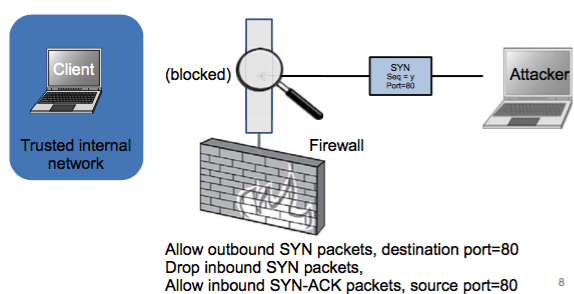 Client
(blocked)
SYN
Seq = y
Port=80
Attacker
Trusted internal
network
Firewall
Allow outbound SYN packets, destination port=80
Drop inbound SYN packets,
Allow inbound SYN-ACK packets, source port=80
8